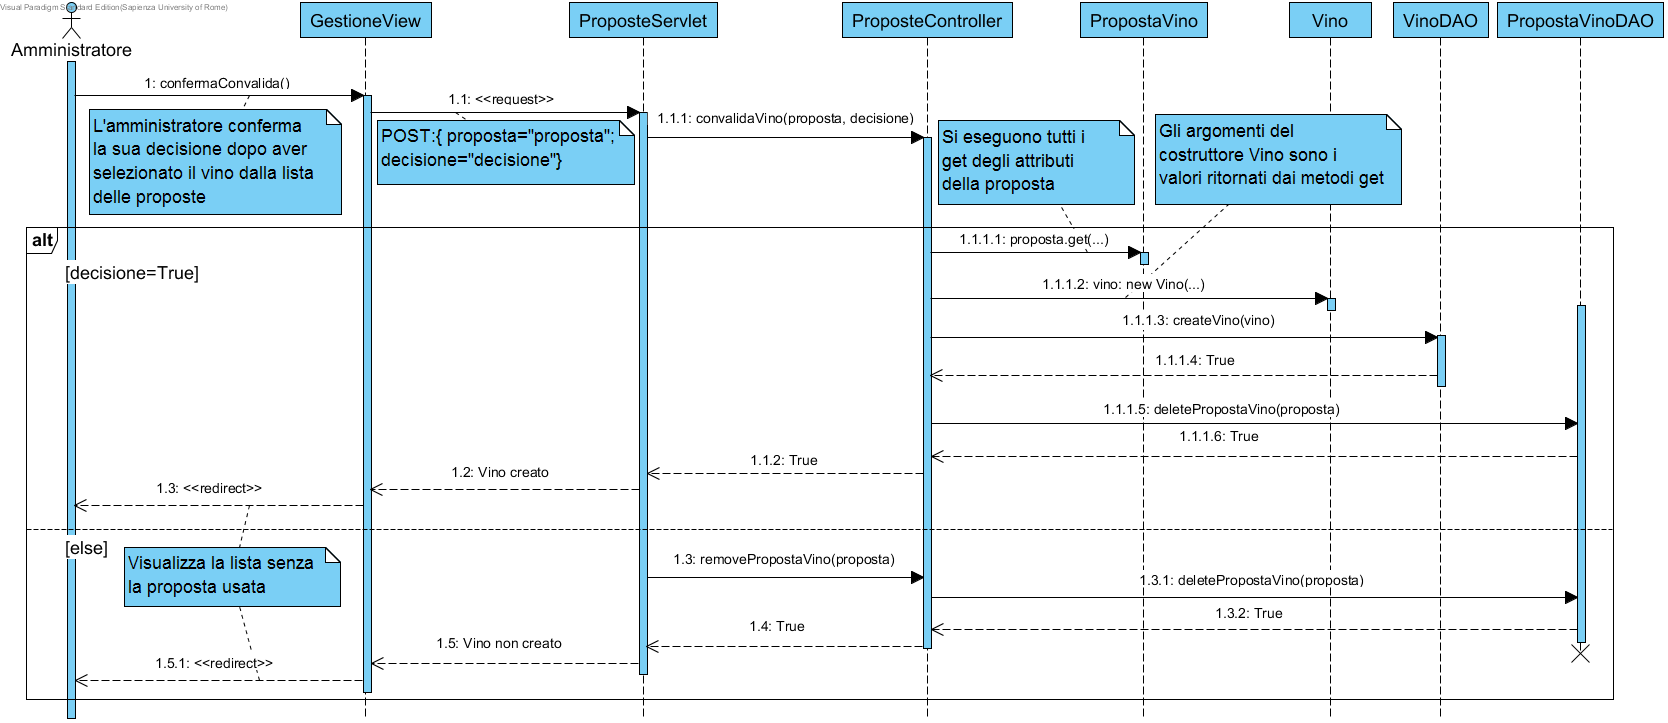 Visual Paradigm Standard Edition(Sapienza University of Rome)
Amministratore
GestioneView
ProposteServlet
ProposteController
PropostaVino
Vino
VinoDAO
PropostaVinoDAO
1: confermaConvalida()
L'amministratore conferma
la sua decisione dopo aver
selezionato il vino dalla lista
delle proposte
1.1: <<request>>
POST:{ proposta="proposta";
decisione="decisione"}
1.1.1: convalidaVino(proposta, decisione)
Si eseguono tutti i
get degli attributi
della proposta
Gli argomenti del
costruttore Vino sono i
valori ritornati dai metodi get
alt
[decisione=True]
1.1.1.1: proposta.get(...)
1.1.1.2: vino: new Vino(...)
1.1.1.3: createVino(vino)
1.1.1.4: True
1.1.1.5: deletePropostaVino(proposta)
1.1.1.6: True
1.1.2: True
1.2: Vino creato
1.3: <<redirect>>
[else]
Visualizza la lista senza
la proposta usata
1.3: removePropostaVino(proposta)
1.3.1: deletePropostaVino(proposta)
1.3.2: True
1.4: True
1.5: Vino non creato
1.5.1: <<redirect>>